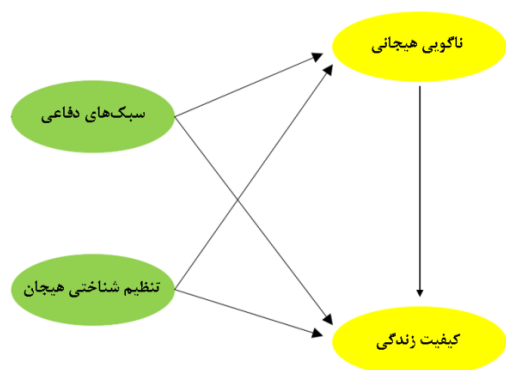 ناگویی هیجانی
سبک‌های دفاعی
تنظیم شناختی هیجان
کیفیت زندگی